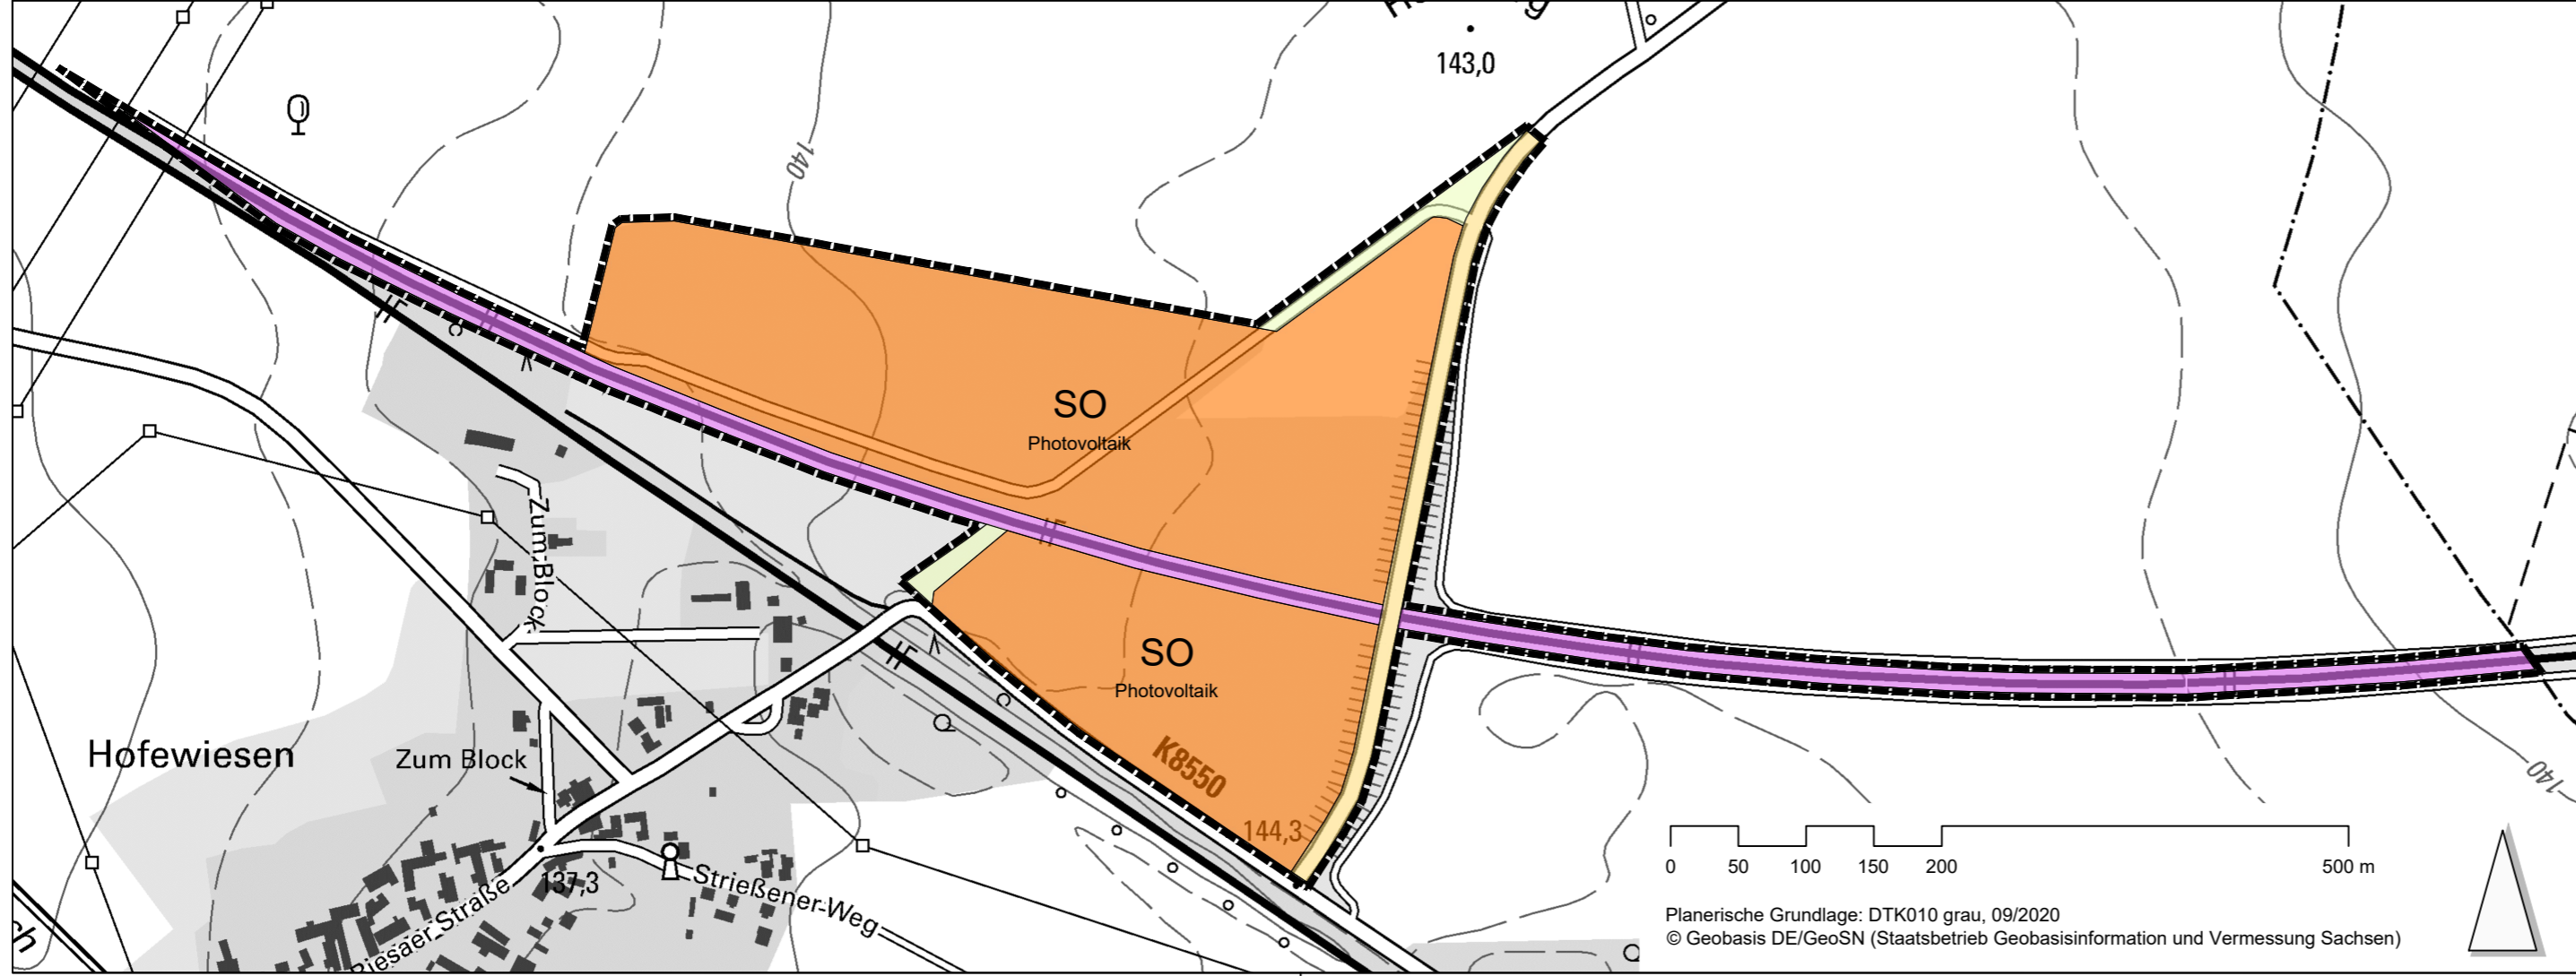 143,0
140
SO
Photovoltaik
Zum Block
SO
Photovoltaik
Hofewiesen
Zum Block
K8550
140
144,3
0 50 100 150 200 500 m
137,3
Strießener-Weg
Riesaer Straße
Planerische Grundlage: DTK010 grau, 09/2020
© Geobasis DE/GeoSN (Staatsbetrieb Geobasisinformation und Vermessung Sachsen)
ch